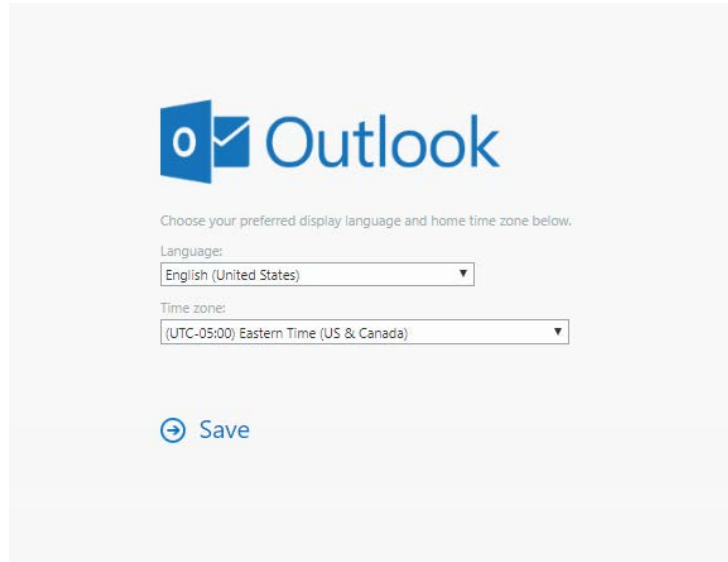 Outlook
Choose your preferred display language and home time zone below.
Language:
English (United States)
Time zone:
(UTC-05:00) Eastern Time (US & Canada)
Save